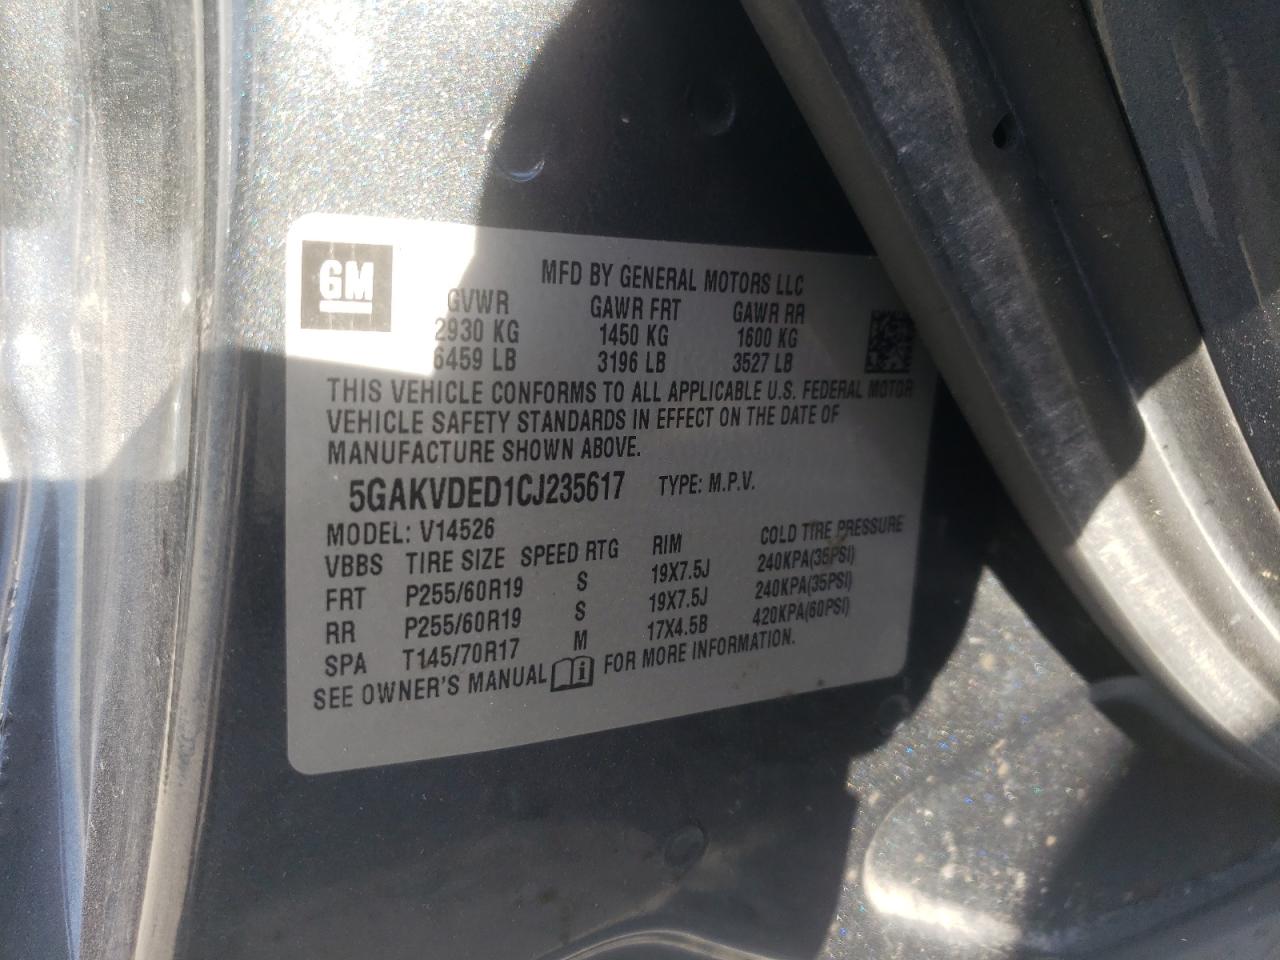 GM
MFD BY GENERAL MOTORS LLC
GVWR GAWR FRT GAWR RR
2930 KG 1450 KG 1600 KG
6459 LB 3196 LB 3527 LB
THIS VEHICLE CONFORMS TO ALL APPLICABLE U.S. FEDERAL MOTOR
VEHICLE SAFETY STANDARDS IN EFFECT ON THE DATE OF
MANUFACTURE SHOWN ABOVE.
5GAKVDED1CJ235617 TYPE: M.P.V.
MODEL: V14526
VBBS TIRE SIZE SPEED RTG RIM COLD TIRE PRESSURE
FRT P255/60R19 S 19X7.5J 240KPA(35PSI)
RR P255/60R19 S 19X7.5J 240KPA(35PSI)
SPA T145/70R17 M 17X4.5B 420KPA(60PSI)
SEE OWNER'S MANUAL i FOR MORE INFORMATION.